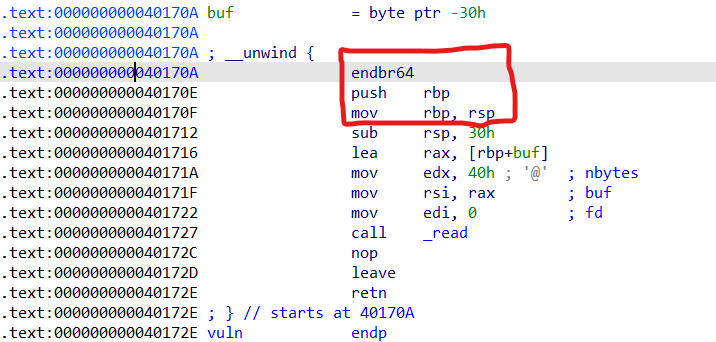 .text:000000000040170A buf = byte ptr -30h
.text:000000000040170A
.text:000000000040170A ; __unwind {
.text:000000000040170A endbr64
.text:000000000040170E push rbp
.text:000000000040170F mov rbp, rsp
.text:0000000000401712 sub rsp, 30h
.text:0000000000401716 lea rax, [rbp+buf]
.text:000000000040171A mov edx, 40h ; '@' ; nbytes
.text:000000000040171F mov rsi, rax ; buf
.text:0000000000401722 mov edi, 0 ; fd
.text:0000000000401727 call _read
.text:000000000040172C nop
.text:000000000040172D leave
.text:000000000040172E retn
.text:000000000040172E ; } // starts at 40170A
.text:000000000040172E vuln endp